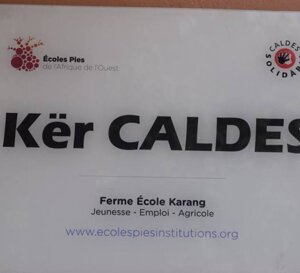 Écoles Pies
de l'Afrique de l'Ouest
CALDES
SOLIDÀRIA
Kër CALDES
Ferme École Karang
Jeunesse - Emploi - Agricole
www.ecolespiesinstitutions.org